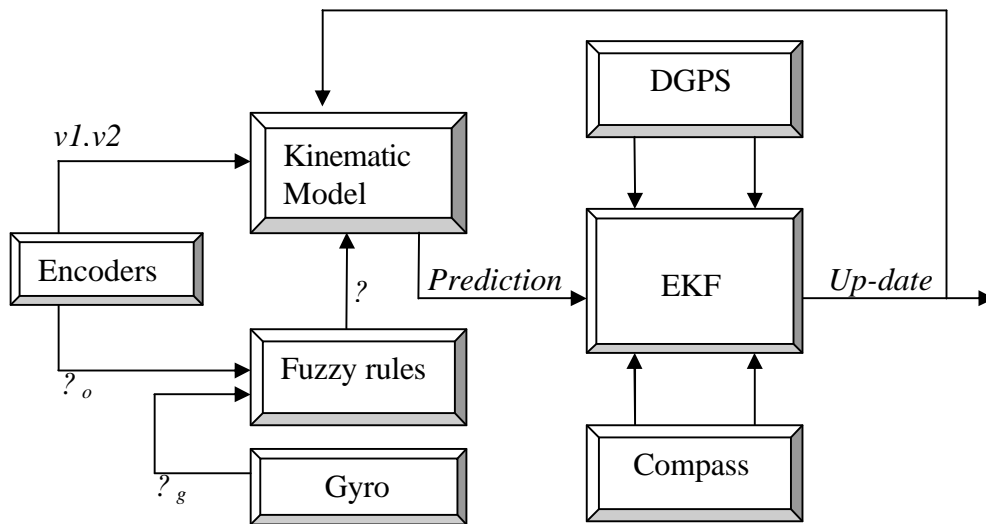 DGPS
v1.v2
Kinematic
Model
Encoders
Prediction
EKF
Up-date
?
Fuzzy rules
? o
Compass
Gyro
? g